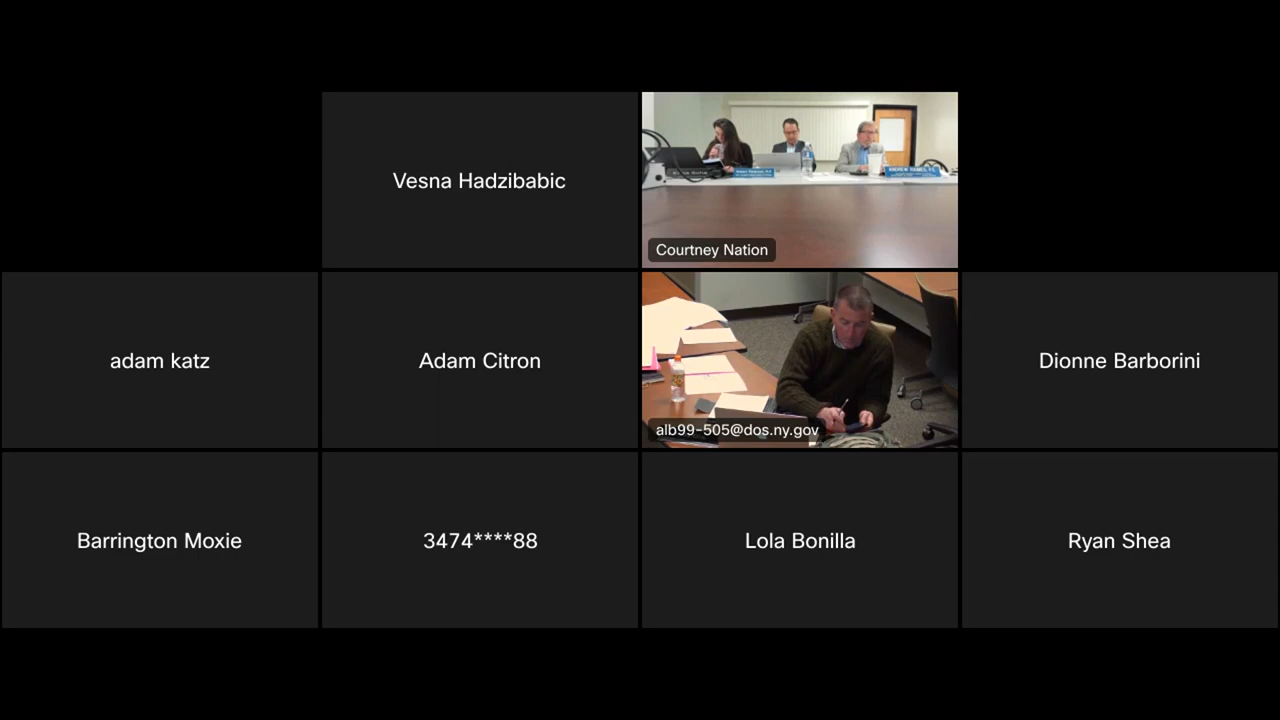 Vesna Hadzibabic
Courtney Nation
adam katz
Adam Citron
alb99-505@dos.ny.gov
Dionne Barborini
Barrington Moxie
3474****88
Lola Bonilla
Ryan Shea